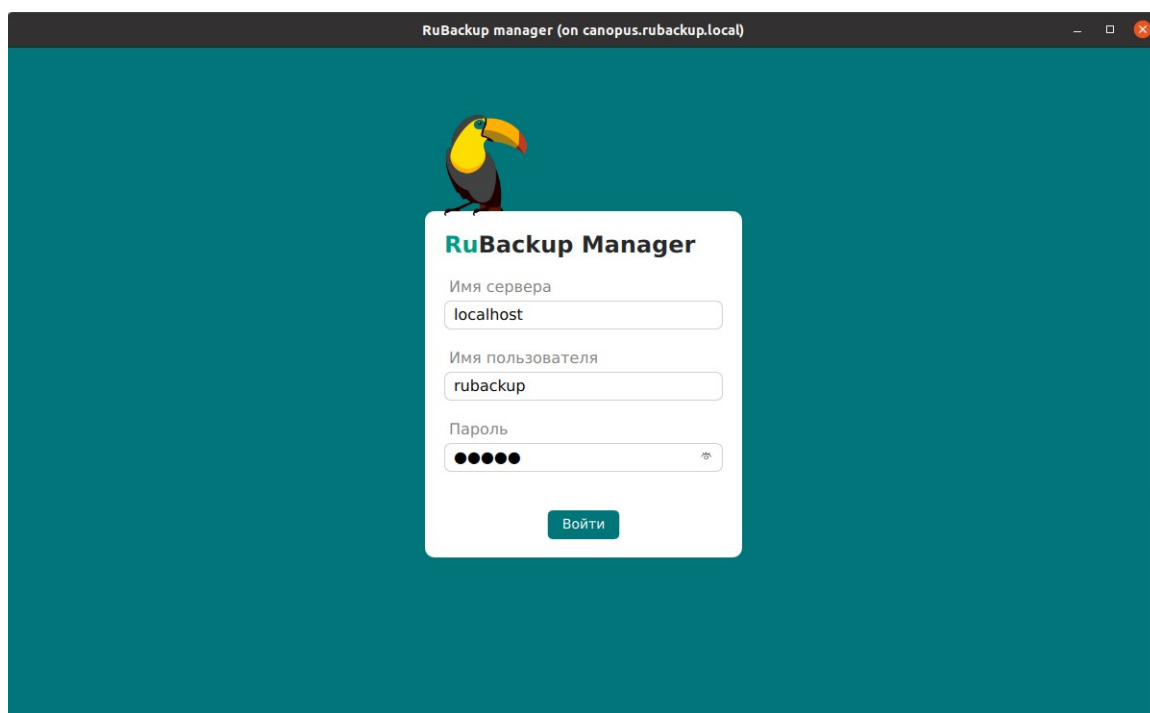 RuBackup manager (on canopus.rubackup.local)
RuBackup Manager
Имя сервера
localhost
Имя пользователя
rubackup
Пароль
●●●●●
Войти